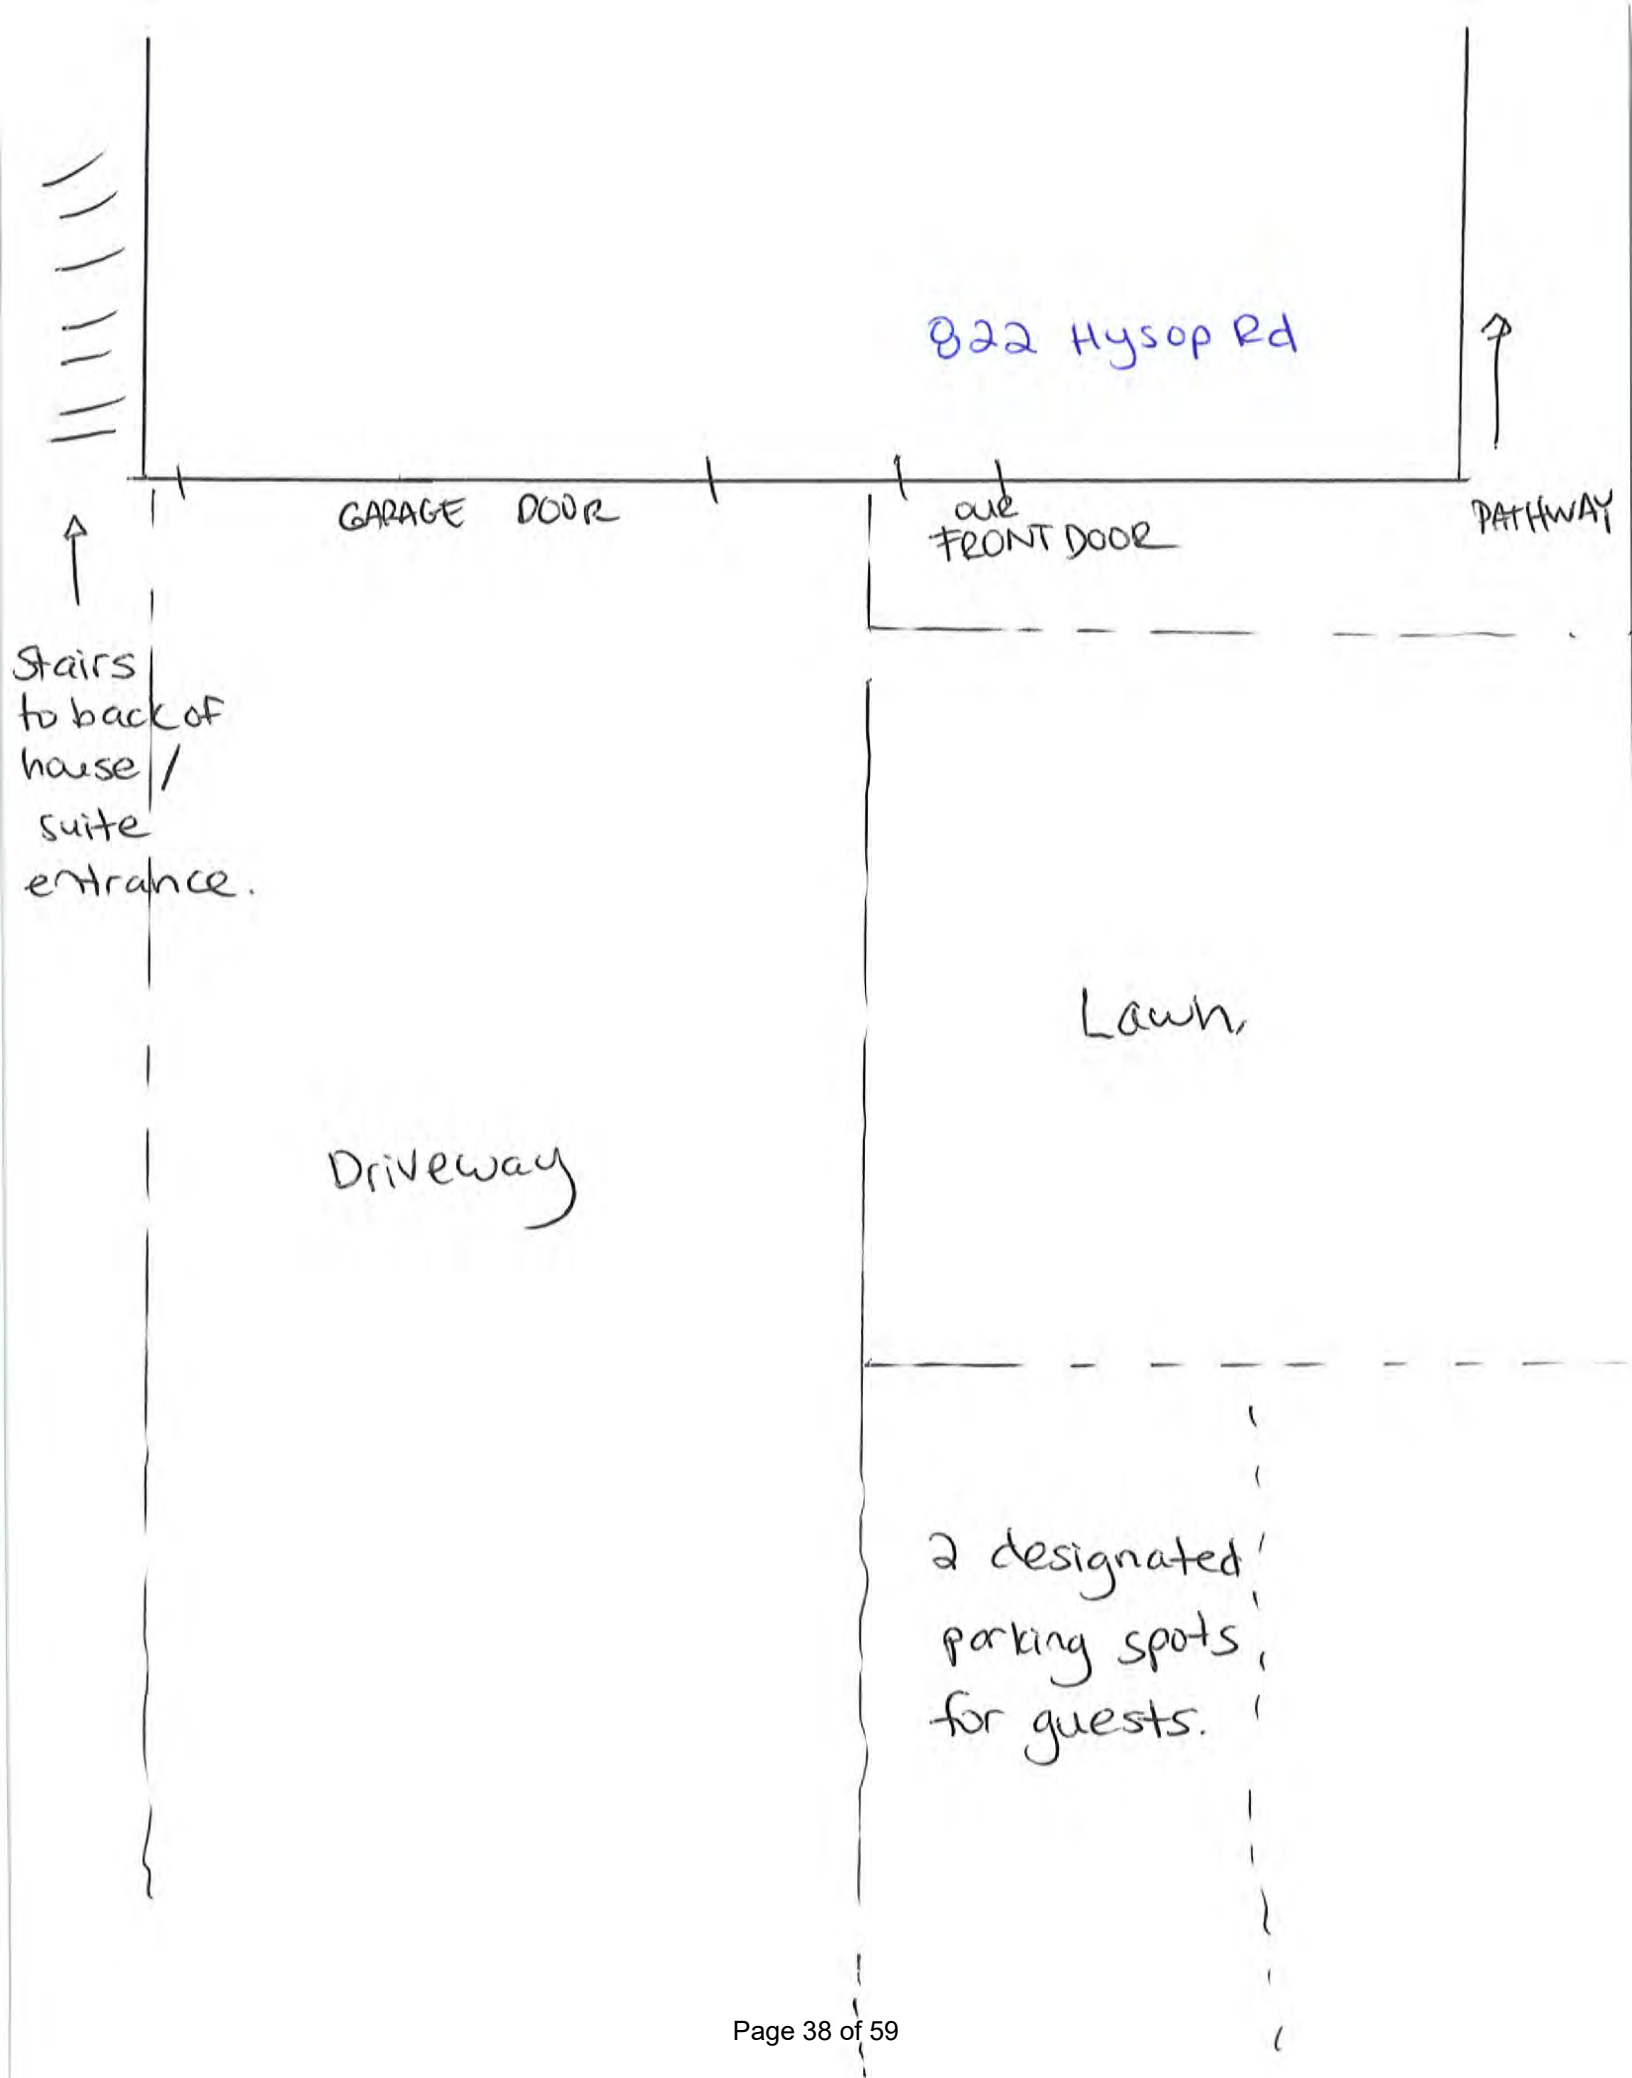 822 Hysop Rd
GARAGE DOOR
our
FRONT DOOR
PATHWAY
Stairs
to back of
house /
suite
entrance.
Lawn
Driveway
2 designated
parking spots
for guests.
Page 38 of 59